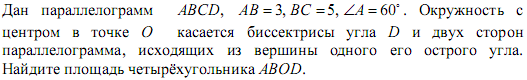 Дан параллелограмм ABCD, AB = 3, BC = 5, ∠A = 60°. Окружность с
центром в точке O касается биссектрисы угла D и двух сторон
параллелограмма, исходящих из вершины одного его острого угла.
Найдите площадь четырёхугольника ABOD.